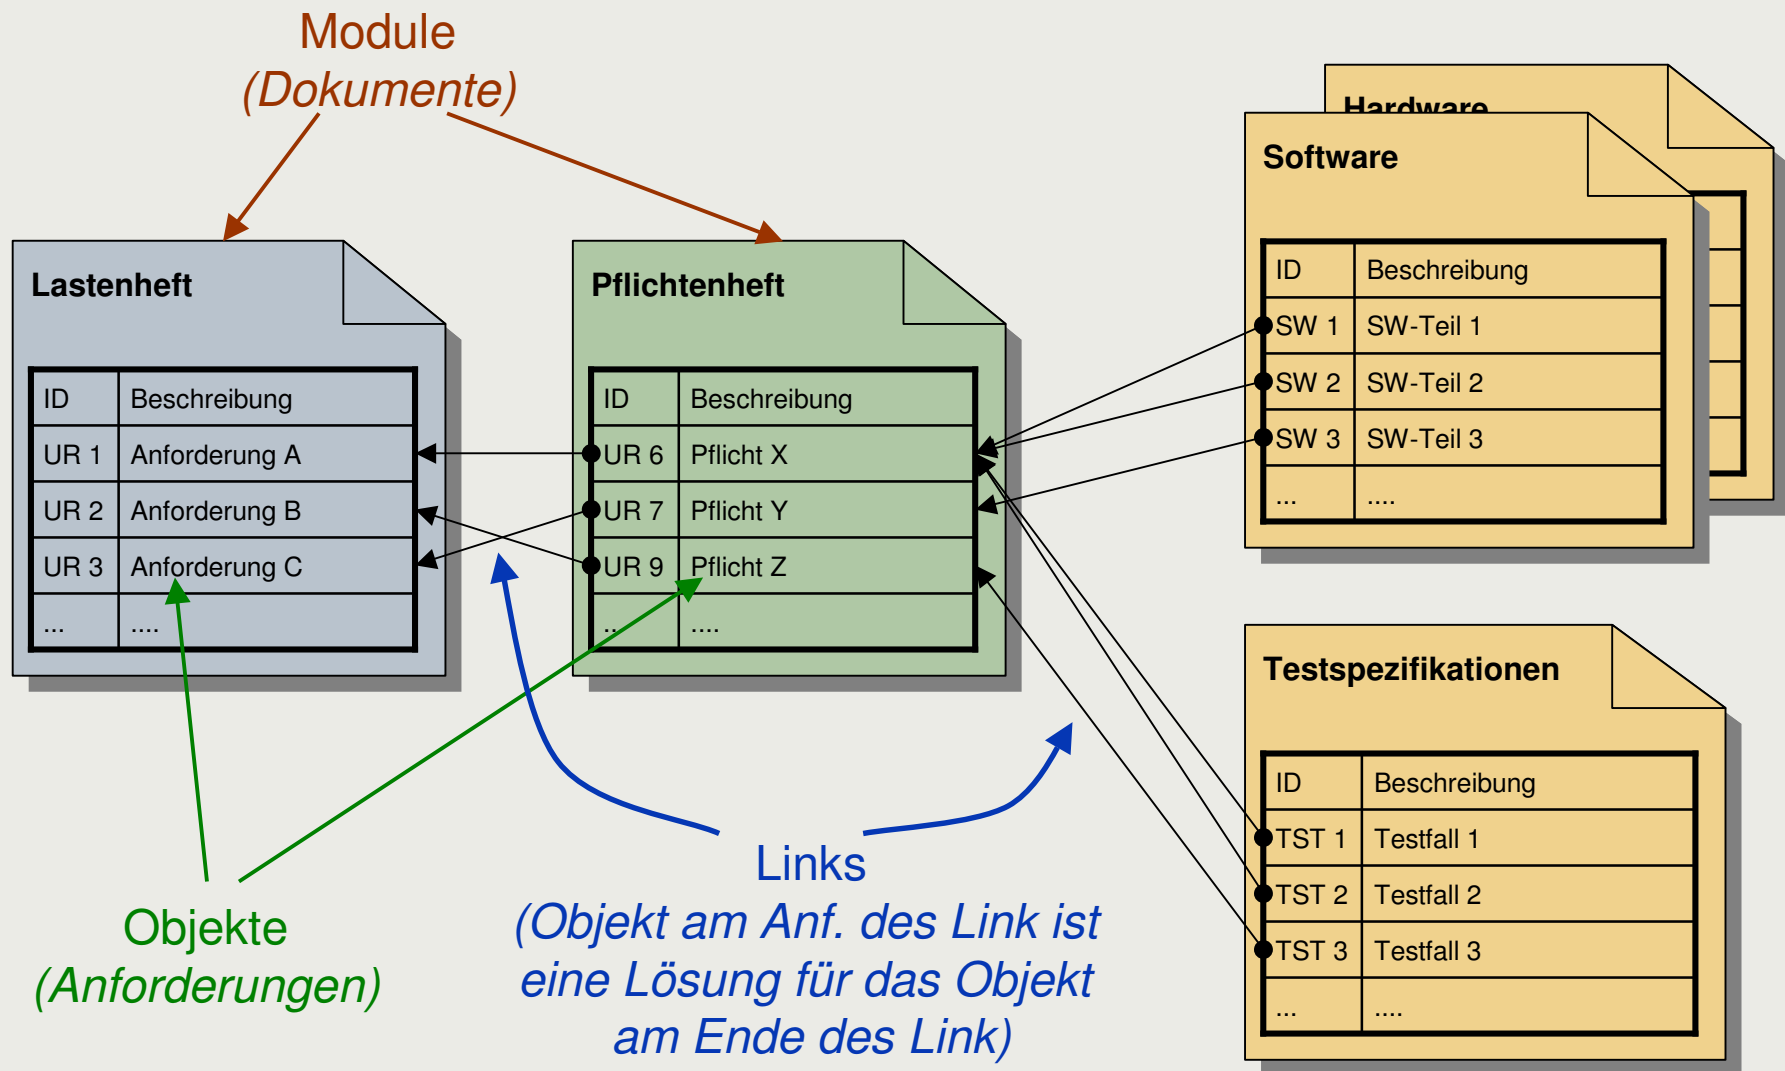 Module
(Dokumente)
Hardware
Software
ID Beschreibung
SW 1 SW-Teil 1
SW 2 SW-Teil 2
SW 3 SW-Teil 3
... ....
Lastenheft
ID Beschreibung
UR 1 Anforderung A
UR 2 Anforderung B
UR 3 Anforderung C
... ....
Pflichtenheft
ID Beschreibung
UR 6 Pflicht X
UR 7 Pflicht Y
UR 9 Pflicht Z
.. ....
Testspezifikationen
ID Beschreibung
TST 1 Testfall 1
TST 2 Testfall 2
TST 3 Testfall 3
... ....
Objekte
(Anforderungen)
Links
(Objekt am Anf. des Link ist
eine Lösung für das Objekt
am Ende des Link)